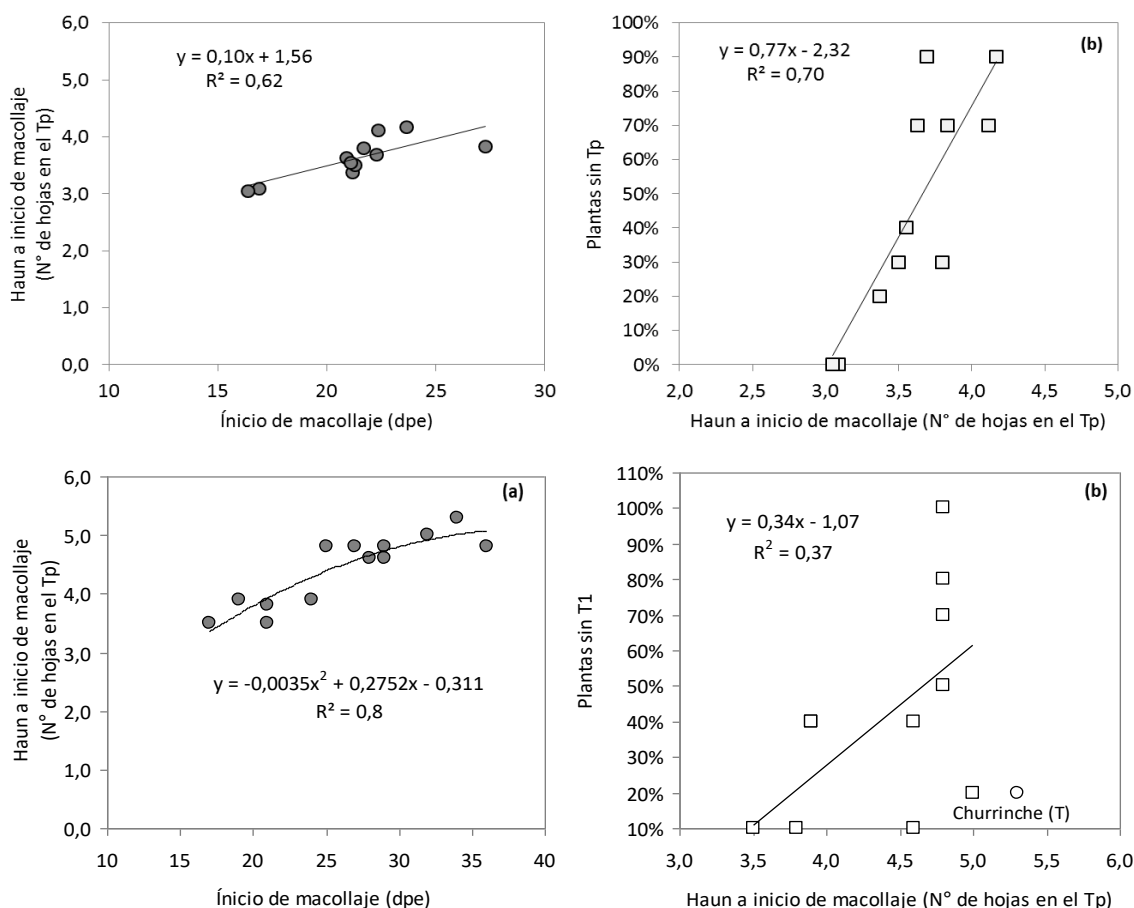 6,0
5,0
4,0
3,0
2,0
1,0
0,0
y = 0,10x + 1,56
R² = 0,62
Haun a inicio de macollaje
(N° de hojas en el Tp)
10 15 20 25 30
Ínicio de macollaje (dpe)
(b)
100%
90%
80%
70%
60%
50%
40%
30%
20%
10%
0%
y = 0,77x - 2,32
R² = 0,70
Plantas sin Tp
2,0 2,5 3,0 3,5 4,0 4,5 5,0
Haun a inicio de macollaje (N° de hojas en el Tp)
(a)
6,0
5,0
4,0
3,0
2,0
1,0
0,0
y = -0,0035x² + 0,2752x - 0,311
R² = 0,8
Haun a inicio de macollaje
(N° de hojas en el Tp)
10 15 20 25 30 35 40
Ínicio de macollaje (dpe)
(b)
110%
100%
90%
80%
70%
60%
50%
40%
30%
20%
10%
y = 0,34x - 1,07
R² = 0,37
Churrinche (T)
Plantas sin T1
3,0 3,5 4,0 4,5 5,0 5,5 6,0
Haun a inicio de macollaje (N° de hojas en el Tp)